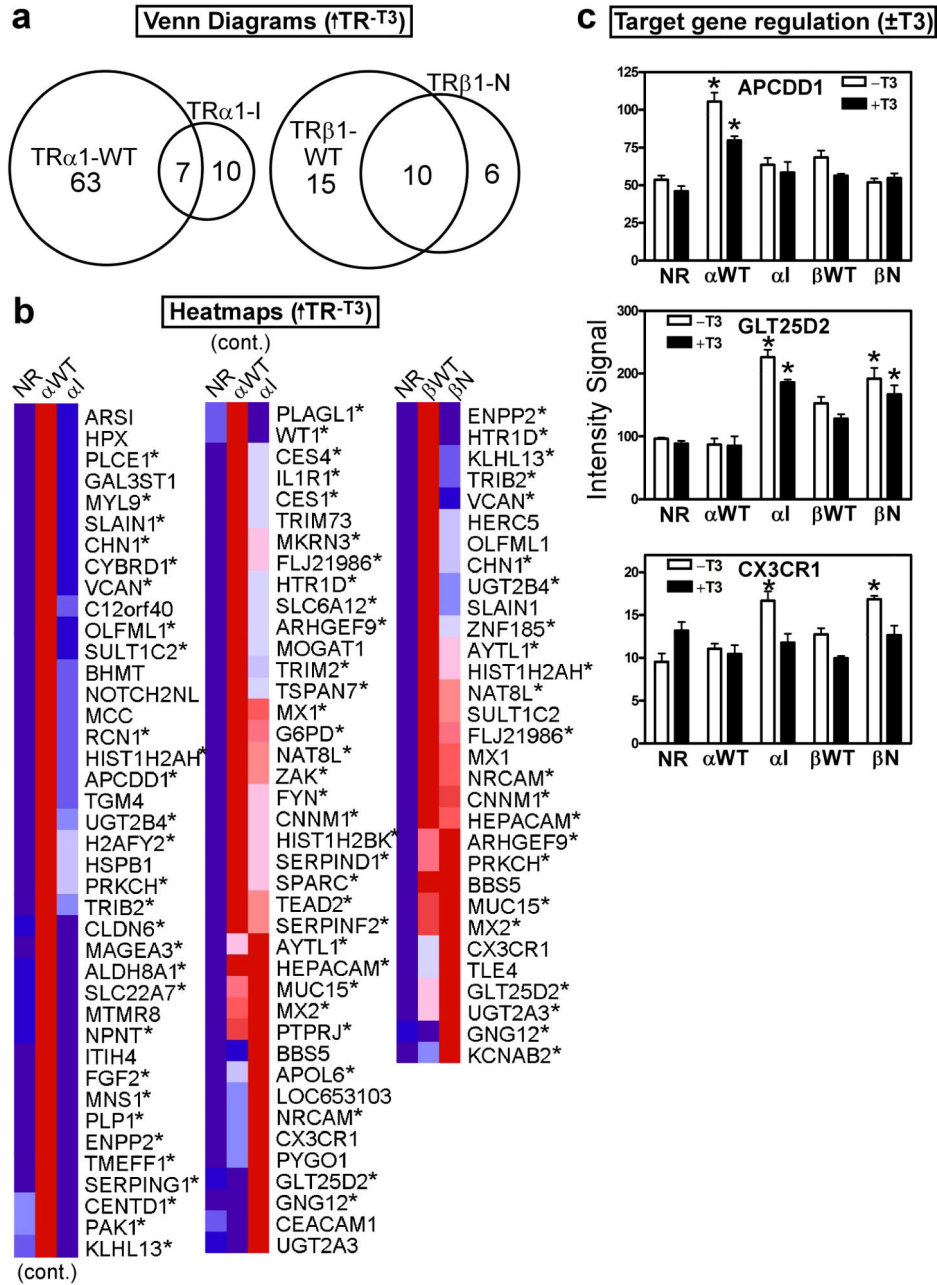 a
Venn Diagrams (↑TR-T3)
TRα1-WT
63
7
TRα1-I
10
TRβ1-
WT
15
10
TRβ1-N
6
b
Heatmaps (↑TR-T3)
NR αWT αI
ARSI
HPX
PLCE1*
GAL3ST1
MYL9*
SLAIN1*
CHN1*
CYBRD1*
VCAN*
C12orf40
OLFML1*
SULT1C2*
BHMT
NOTCH2NL
MCC
RCN1*
HIST1H2AH*
APCDD1*
TGM4
UGT2B4*
H2AFY2*
HSPB1
PRKCH*
TRIB2*
CLDN6*
MAGEA3*
ALDH8A1*
SLC22A7*
MTMR8
NPNT*
ITIH4
FGF2*
MNS1*
PLP1*
ENPP2*
TMEFF1*
SERPING1*
CENTD1*
PAK1*
KLHL13*
(cont.)
(cont.)
NR αWT αI
PLAGL1*
WT1*
CES4*
IL1R1*
CES1*
TRIM73
MKRN3*
FLJ21986*
HTR1D*
SLC6A12*
ARHGEF9*
MOGAT1
TRIM2*
TSPAN7*
MX1*
G6PD*
NAT8L*
ZAK*
FYN*
CNNM1*
HIST1H2BK*
SERPIND1*
SPARC*
TEAD2*
SERPINF2*
AYTL1*
HEPACAM*
MUC15*
MX2*
PTPRJ*
BBS5
APOL6*
LOC653103
NRCAM*
CX3CR1
PYGO1
GLT25D2*
GNG12*
CEACAM1
UGT2A3
NR βWT βN
ENPP2*
HTR1D*
KLHL13*
TRIB2*
VCAN*
HERC5
OLFML1
CHN1*
UGT2B4*
SLAIN1
ZNF185*
AYTL1*
HIST1H2AH*
NAT8L*
SULT1C2
FLJ21986*
MX1
NRCAM*
CNNM1*
HEPACAM*
ARHGEF9*
PRKCH*
BBS5
MUC15*
MX2*
CX3CR1
TLE4
GLT25D2*
UGT2A3*
GNG12*
KCNAB2*
c
Target gene regulation (±T3)
Intensity Signal
APCDD1
−T3
+T3
125
100
75
50
25
0
* *
NR αWT αI βWT βN
GLT25D2
−T3
+T3
300
200
100
0
* * * *
NR αWT αI βWT βN
CX3CR1
−T3
+T3
20
15
10
5
0
* *
NR αWT αI βWT βN